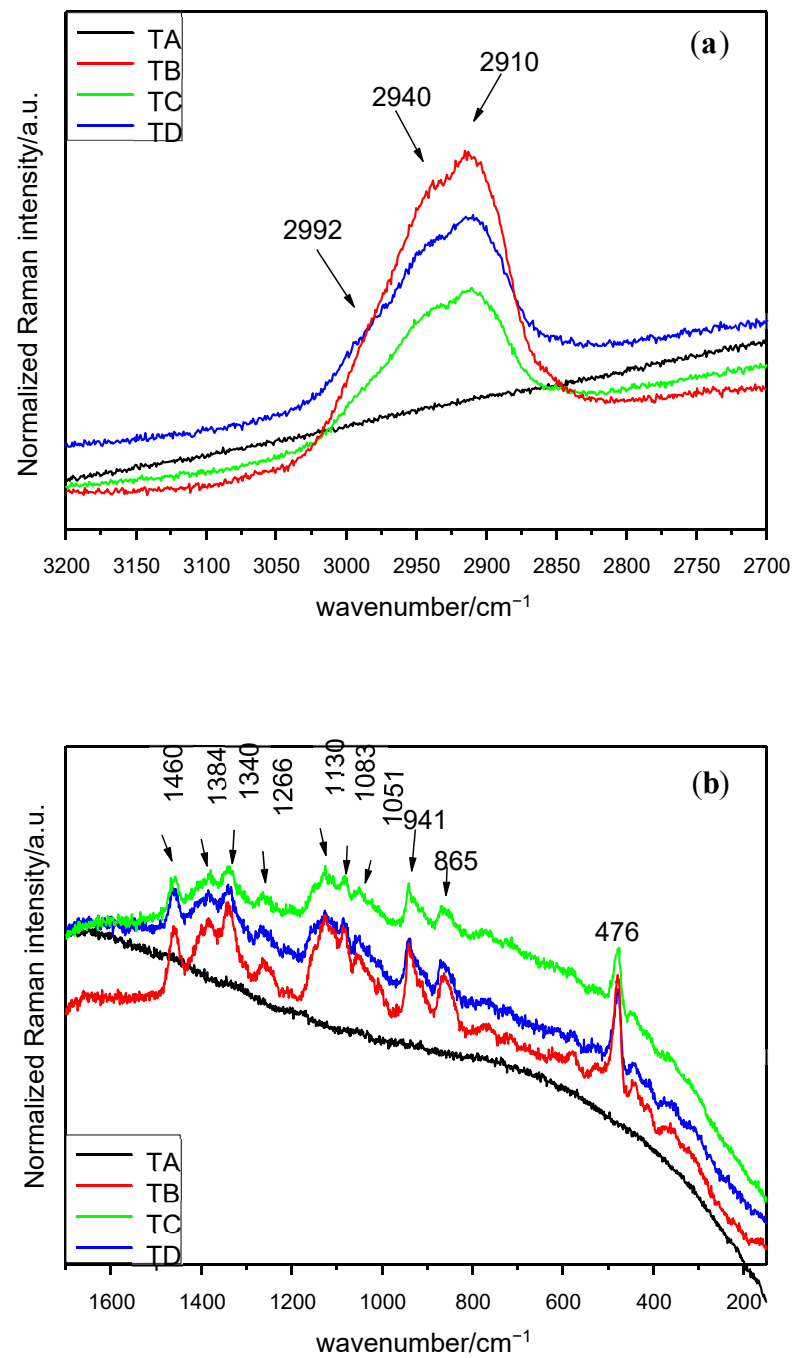 TA
TB
TC
TD
(a)
2910
2940
2992
Normalized Raman intensity/a.u.
3200 3150 3100 3050 3000 2950 2900 2850 2800 2750 2700
wavenumber/cm⁻¹
1460 1384 1340 1266 1130 1083 1051
(b)
941
865
476
Normalized Raman intensity/a.u.
TA
TB
TC
TD
1600 1400 1200 1000 800 600 400 200
wavenumber/cm⁻¹